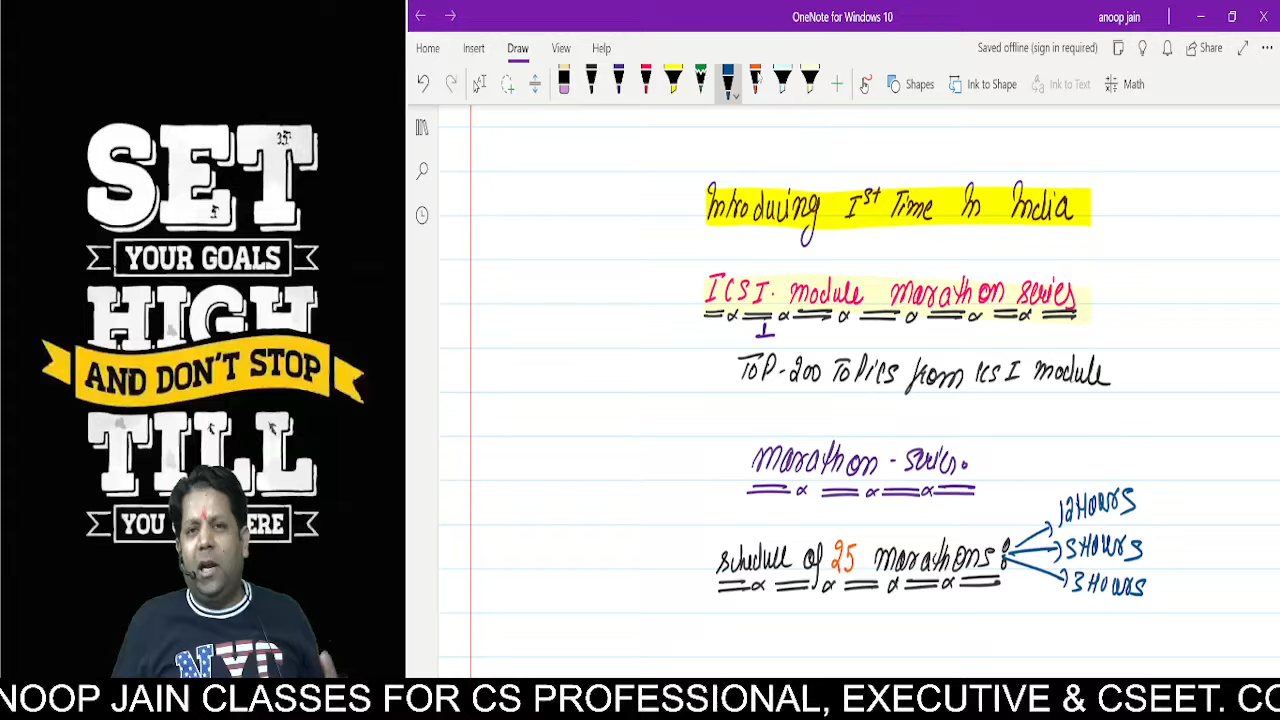 SET
YOUR GOALS
HIGH
AND DON'T STOP
TILL
YOU ERE
OneNote for Windows 10
anoop jain
Home Insert Draw View Help
Saved offline (sign in required)
Share
Shapes
Ink to Shape
Ink to Text
Math
Introducing Ist Time In India
ICSI. module marathon series
I
TOP-200 TOPICS from ICSI module
marathon - series.
schedule of 25 marathons :
12 HOURS
5 HOURS
3 HOURS
NOOP JAIN CLASSES FOR CS PROFESSIONAL, EXECUTIVE & CSEET. CO